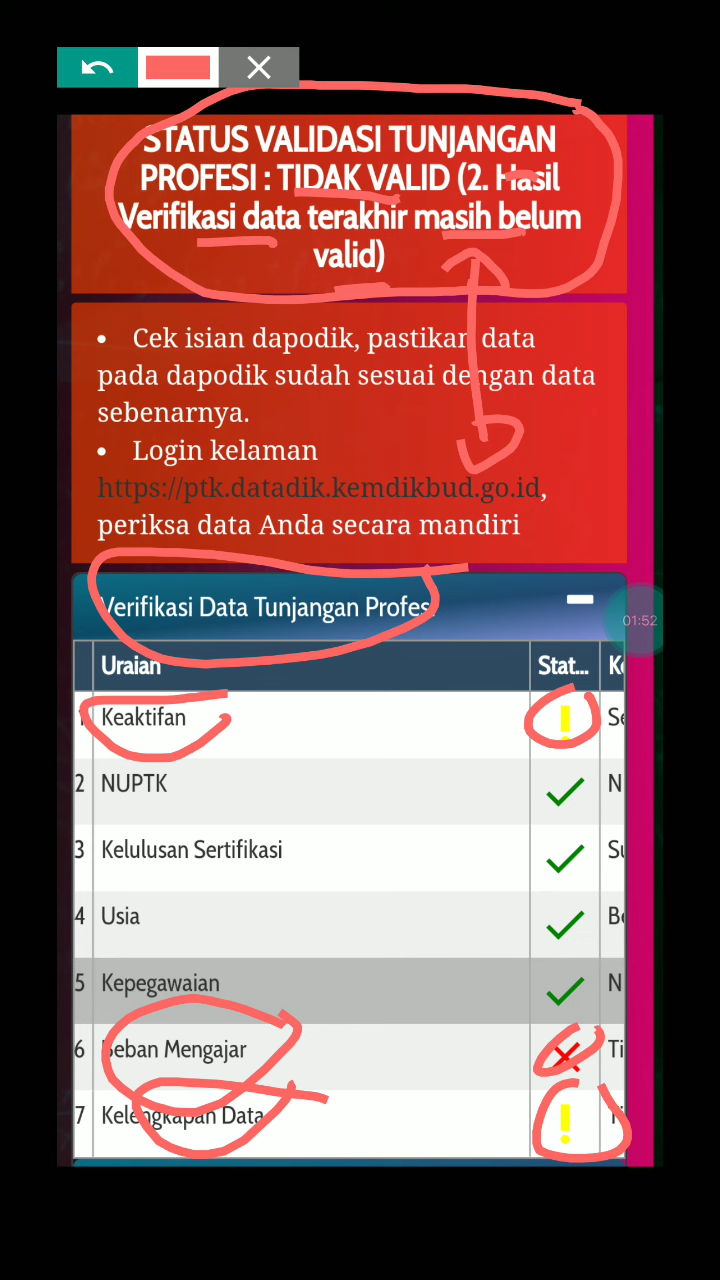 STATUS VALIDASI TUNJANGAN
PROFESI : TIDAK VALID (2. Hasil
Verifikasi data terakhir masih belum
valid)
• Cek isian dapodik, pastikan data
pada dapodik sudah sesuai dengan data
sebenarnya.
• Login kelaman
https://ptk.datadik.kemdikbud.go.id,
periksa data Anda secara mandiri
Verifikasi Data Tunjangan Profesi
01:52
Uraian Stat...
1 Keaktifan
2 NUPTK
3 Kelulusan Sertifikasi
4 Usia
5 Kepegawaian
6 Beban Mengajar
7 Kelengkapan Data